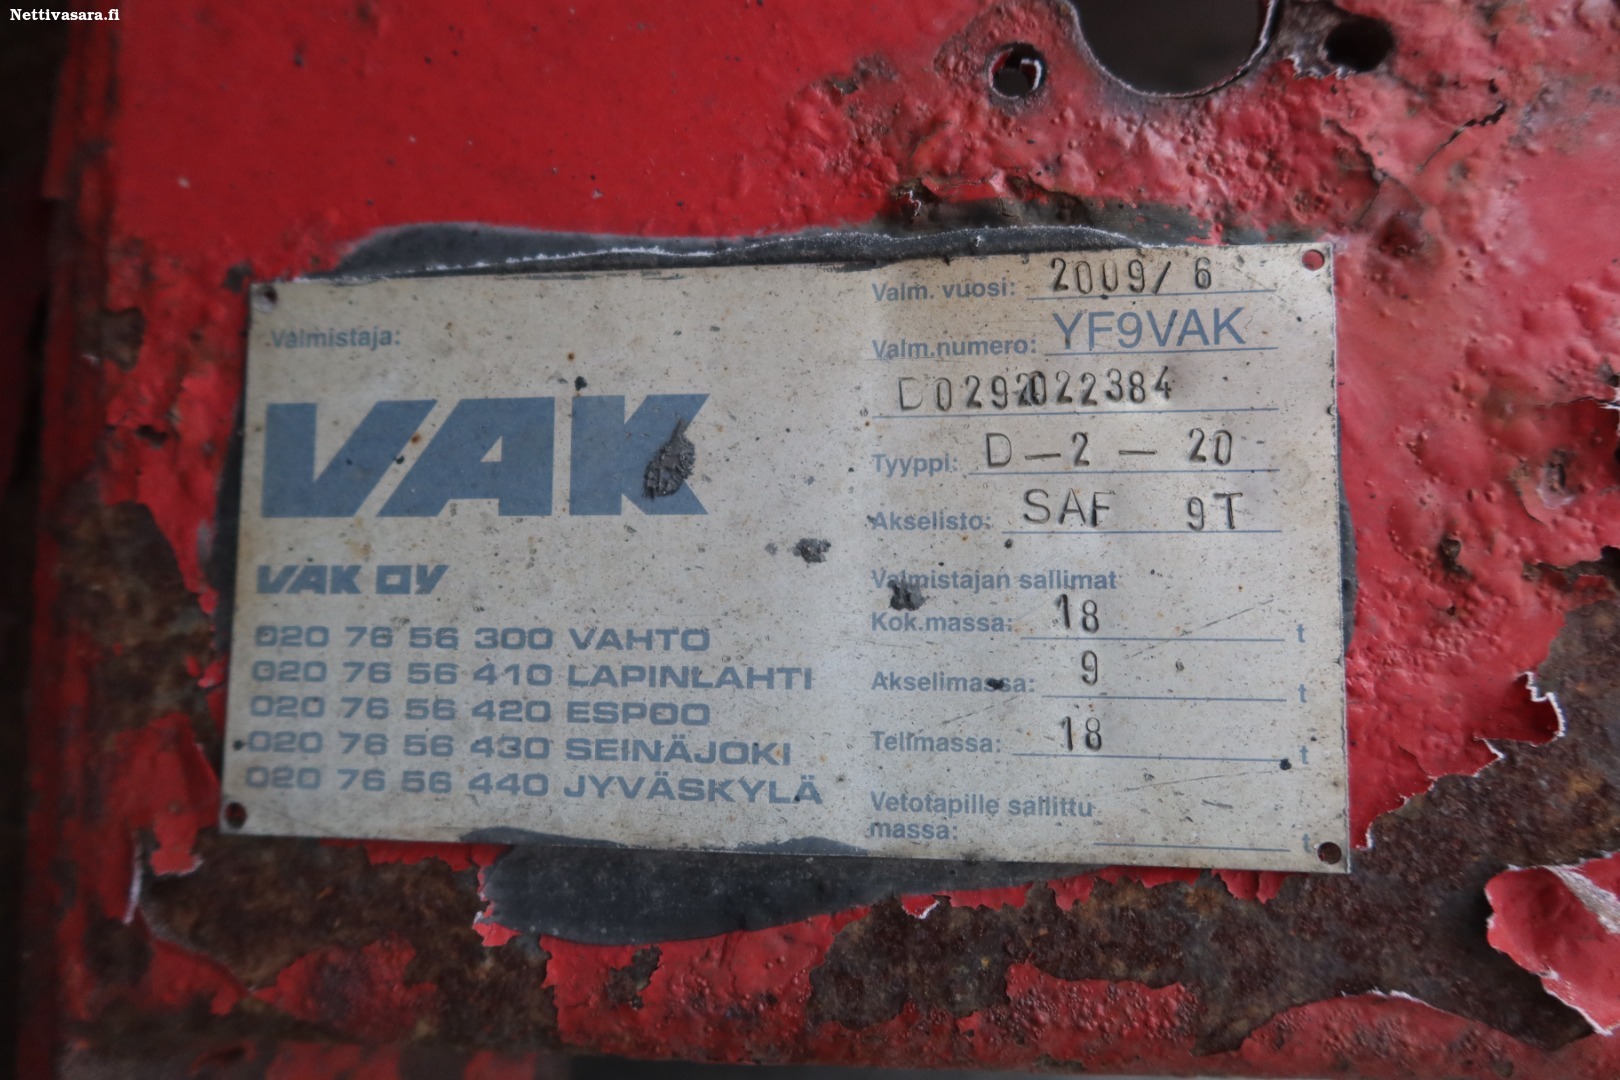 Nettivasara.fi
Valmistaja:
VAK
VAK OY
020 76 56 300 VAHTO
020 76 56 410 LAPINLAHTI
020 76 56 420 ESPOO
020 76 56 430 SEINÄJOKI
020 76 56 440 JYVÄSKYLÄ
Valm. vuosi: 2009/6
Valm.numero: YF9VAK
D0292022384
Tyyppi: D-2-20
Akselisto: SAF 9T
Valmistajan sallimat
Kok.massa: 18 t
Akselimassa: 9 t
Telimassa: 18 t
Vetotapille sallittu -
massa: t